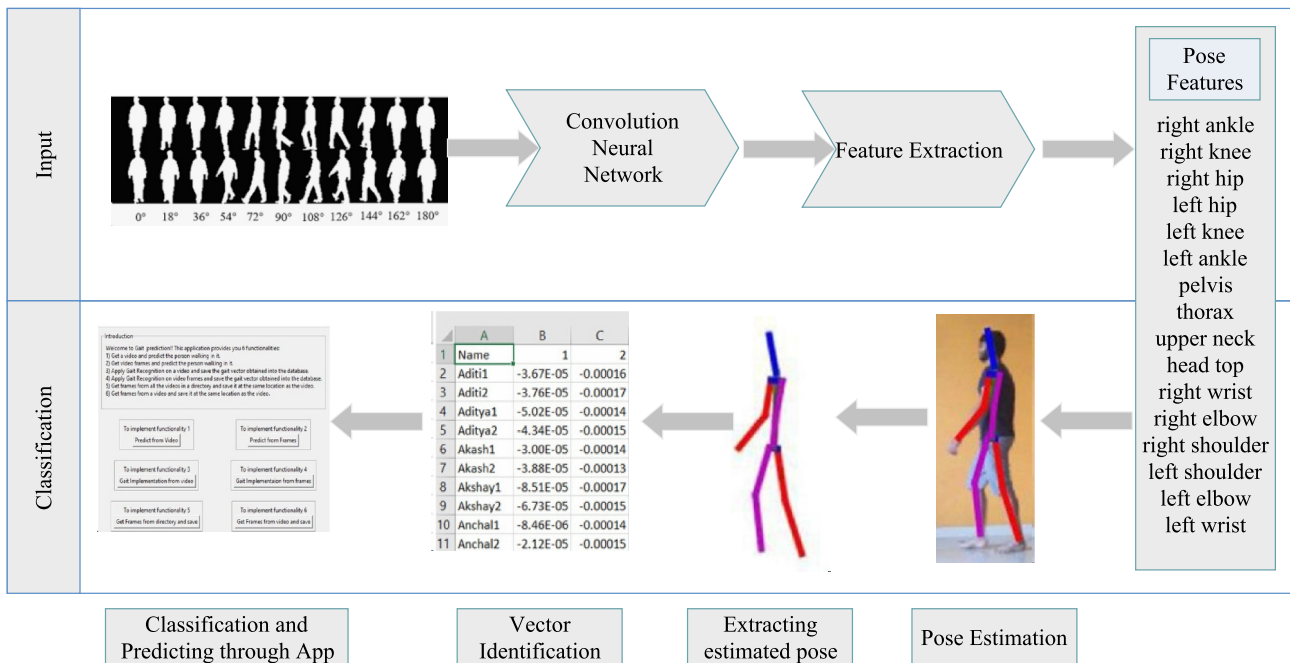 Input
0° 18° 36° 54° 72° 90° 108° 126° 144° 162° 180°
Convolution
Neural
Network
Feature Extraction
Pose
Features
right ankle
right knee
right hip
left hip
left knee
left ankle
pelvis
thorax
upper neck
head top
right wrist
right elbow
right shoulder
left shoulder
left elbow
left wrist
Classification
Introduction
Welcome to Gait prediction!! This application provides you 6 functionalities:
1) Get a video and predict the person walking in it.
2) Get video frames and predict the person walking in it.
3) Apply Gait Recognition on a video and save the gait vector obtained into the database.
4) Apply Gait Recognition on video frames and save the gait vector obtained into the database.
5) Get frames from all the videos in a directory and save it at the same location as the video.
6) Get frames from a video and save it at the same location as the video.
To implement functionality 1
Predict from Video
To implement functionality 2
Predict from Frames
To implement functionality 3
Gait Implementation from video
To implement functionality 4
Gait Implementaion from frames
To implement functionality 5
Get Frames from directory and save
To implement functionality 6
Get Frames from video and save
A B C
1 Name 1 2
2 Aditi1 -3.67E-05 -0.00016
3 Aditi2 -3.76E-05 -0.00017
4 Aditya1 -5.02E-05 -0.00014
5 Aditya2 -4.34E-05 -0.00015
6 Akash1 -3.00E-05 -0.00014
7 Akash2 -3.88E-05 -0.00013
8 Akshay1 -8.51E-05 -0.00017
9 Akshay2 -6.73E-05 -0.00015
10 Anchal1 -8.46E-06 -0.00014
11 Anchal2 -2.12E-05 -0.00015
Classification and
Predicting through App
Vector
Identification
Extracting
estimated pose
Pose Estimation